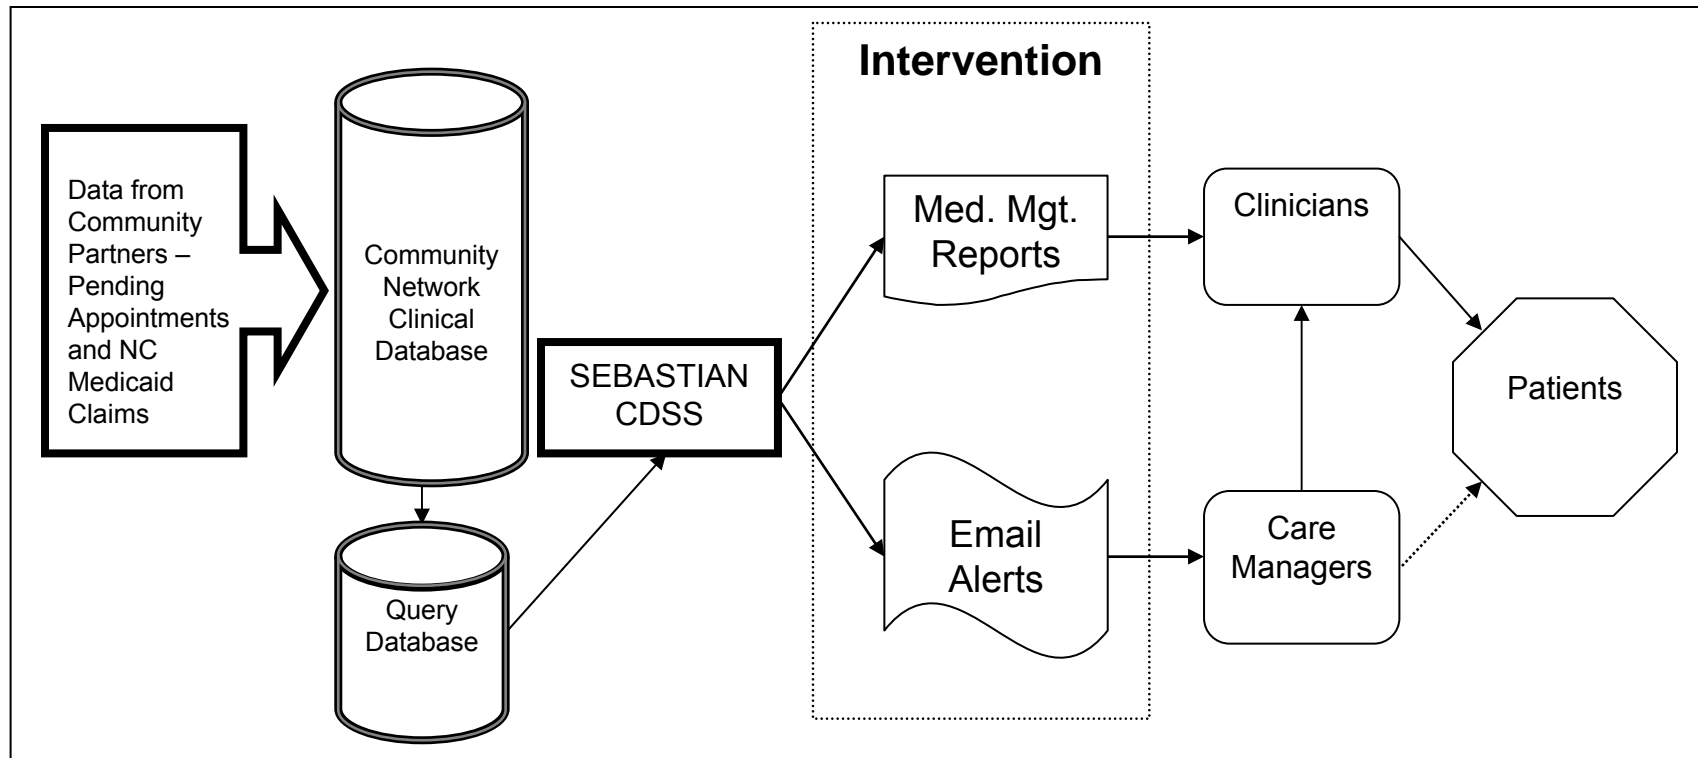 Intervention
Data from
Community
Partners –
Pending
Appointments
and NC
Medicaid
Claims
Community
Network
Clinical
Database
Query
Database
SEBASTIAN
CDSS
Med. Mgt.
Reports
Email
Alerts
Clinicians
Care
Managers
Patients